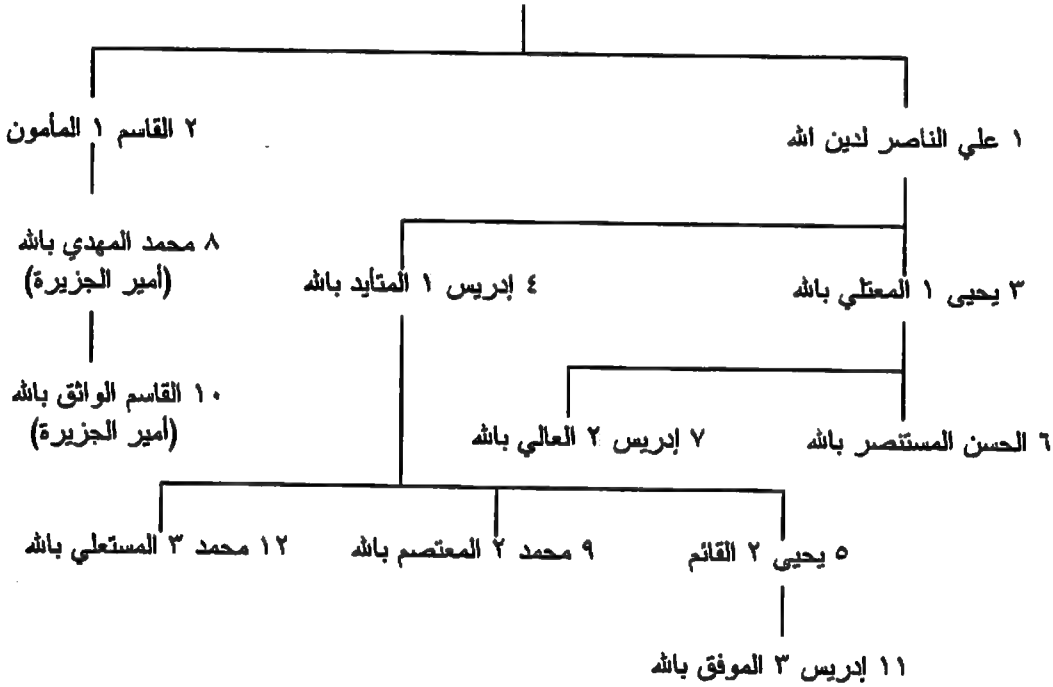 ١ علي الناصر لدين الله
٢ القاسم ١ المأمون
٨ محمد المهدي بالله
(أمير الجزيرة)
٣ يحيى ١ المعتلي بالله
٤ إدريس ١ المتأيد بالله
١٠ القاسم الواثق بالله
(أمير الجزيرة)
٦ الحسن المستنصر بالله
٧ إدريس ٢ العالي بالله
٥ يحيى ٢ القائم
٩ محمد ٢ المعتصم بالله
١٢ محمد ٣ المستعلي بالله
١١ إدريس ٣ الموفق بالله